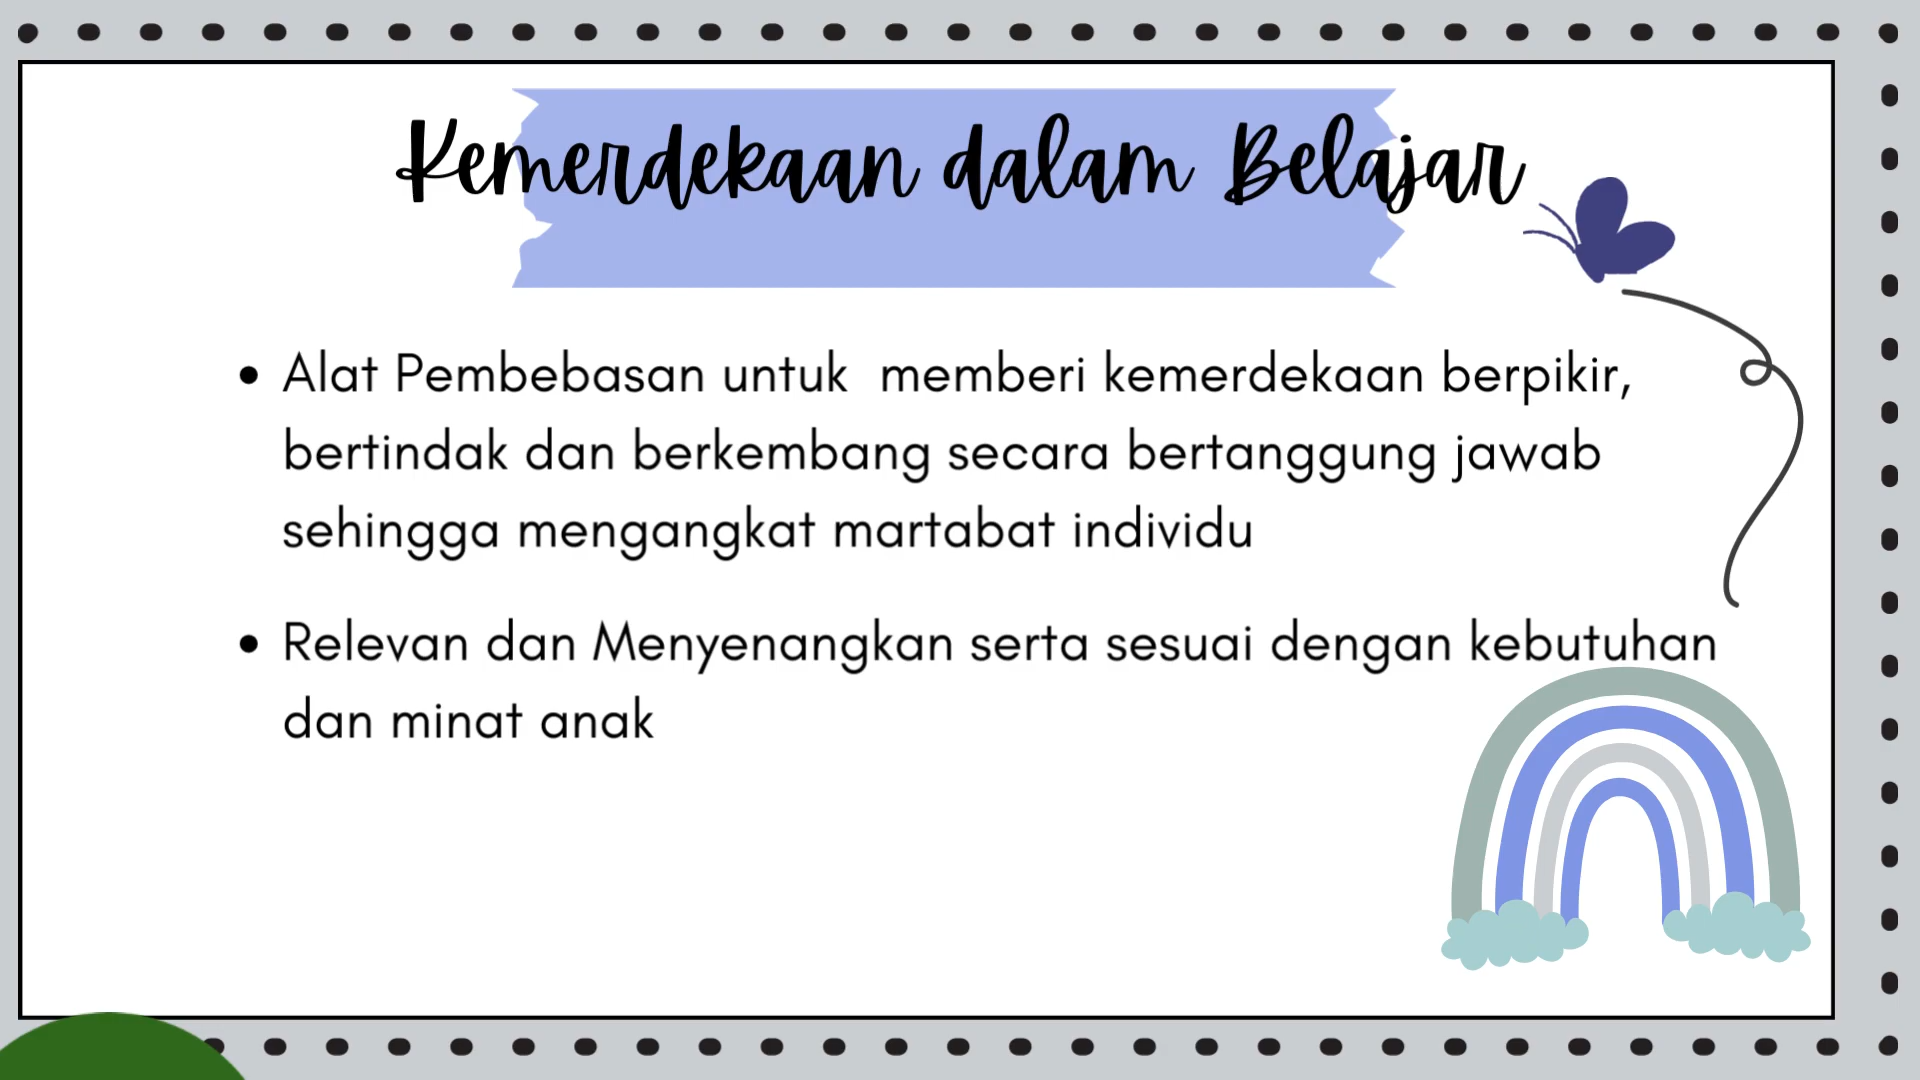 Kemerdekaan dalam Belajar
• Alat Pembebasan untuk  memberi kemerdekaan berpikir,
bertindak dan berkembang secara bertanggung jawab
sehingga mengangkat martabat individu
• Relevan dan Menyenangkan serta sesuai dengan kebutuhan
dan minat anak